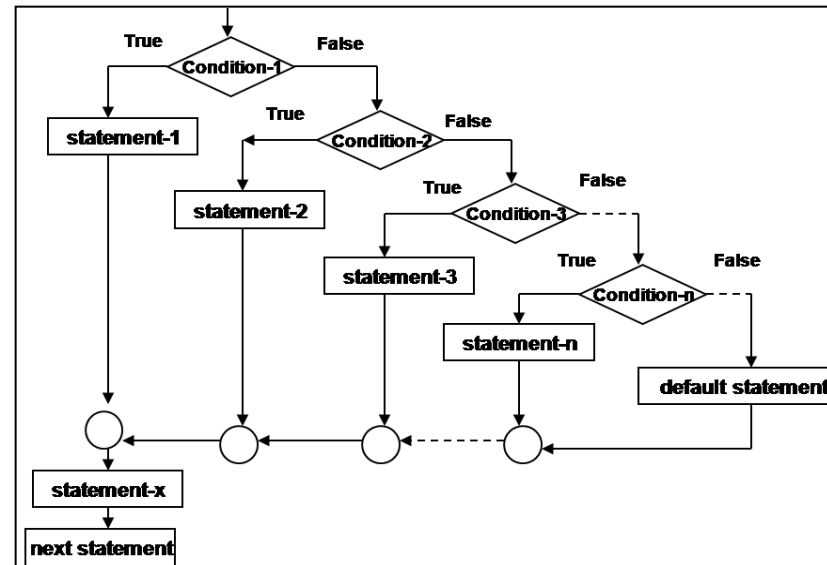 True
False
Condition-1
statement-1
True
False
Condition-2
statement-2
True
False
Condition-3
statement-3
True
False
Condition-n
statement-n
default statement
statement-x
next statement